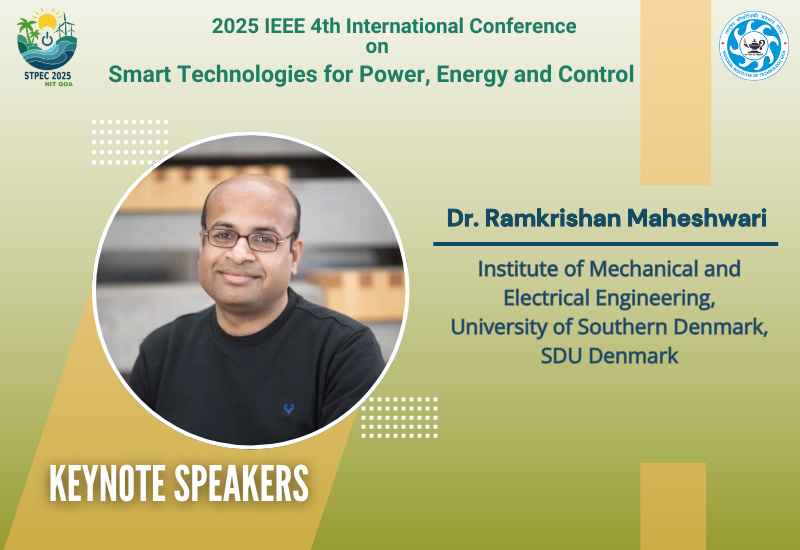 2025 IEEE 4th International Conference
on
Smart Technologies for Power, Energy and Control
STPEC 2025
NIT GOA
Dr. Ramkrishan Maheshwari
Institute of Mechanical and
Electrical Engineering,
University of Southern Denmark,
SDU Denmark
KEYNOTE SPEAKERS